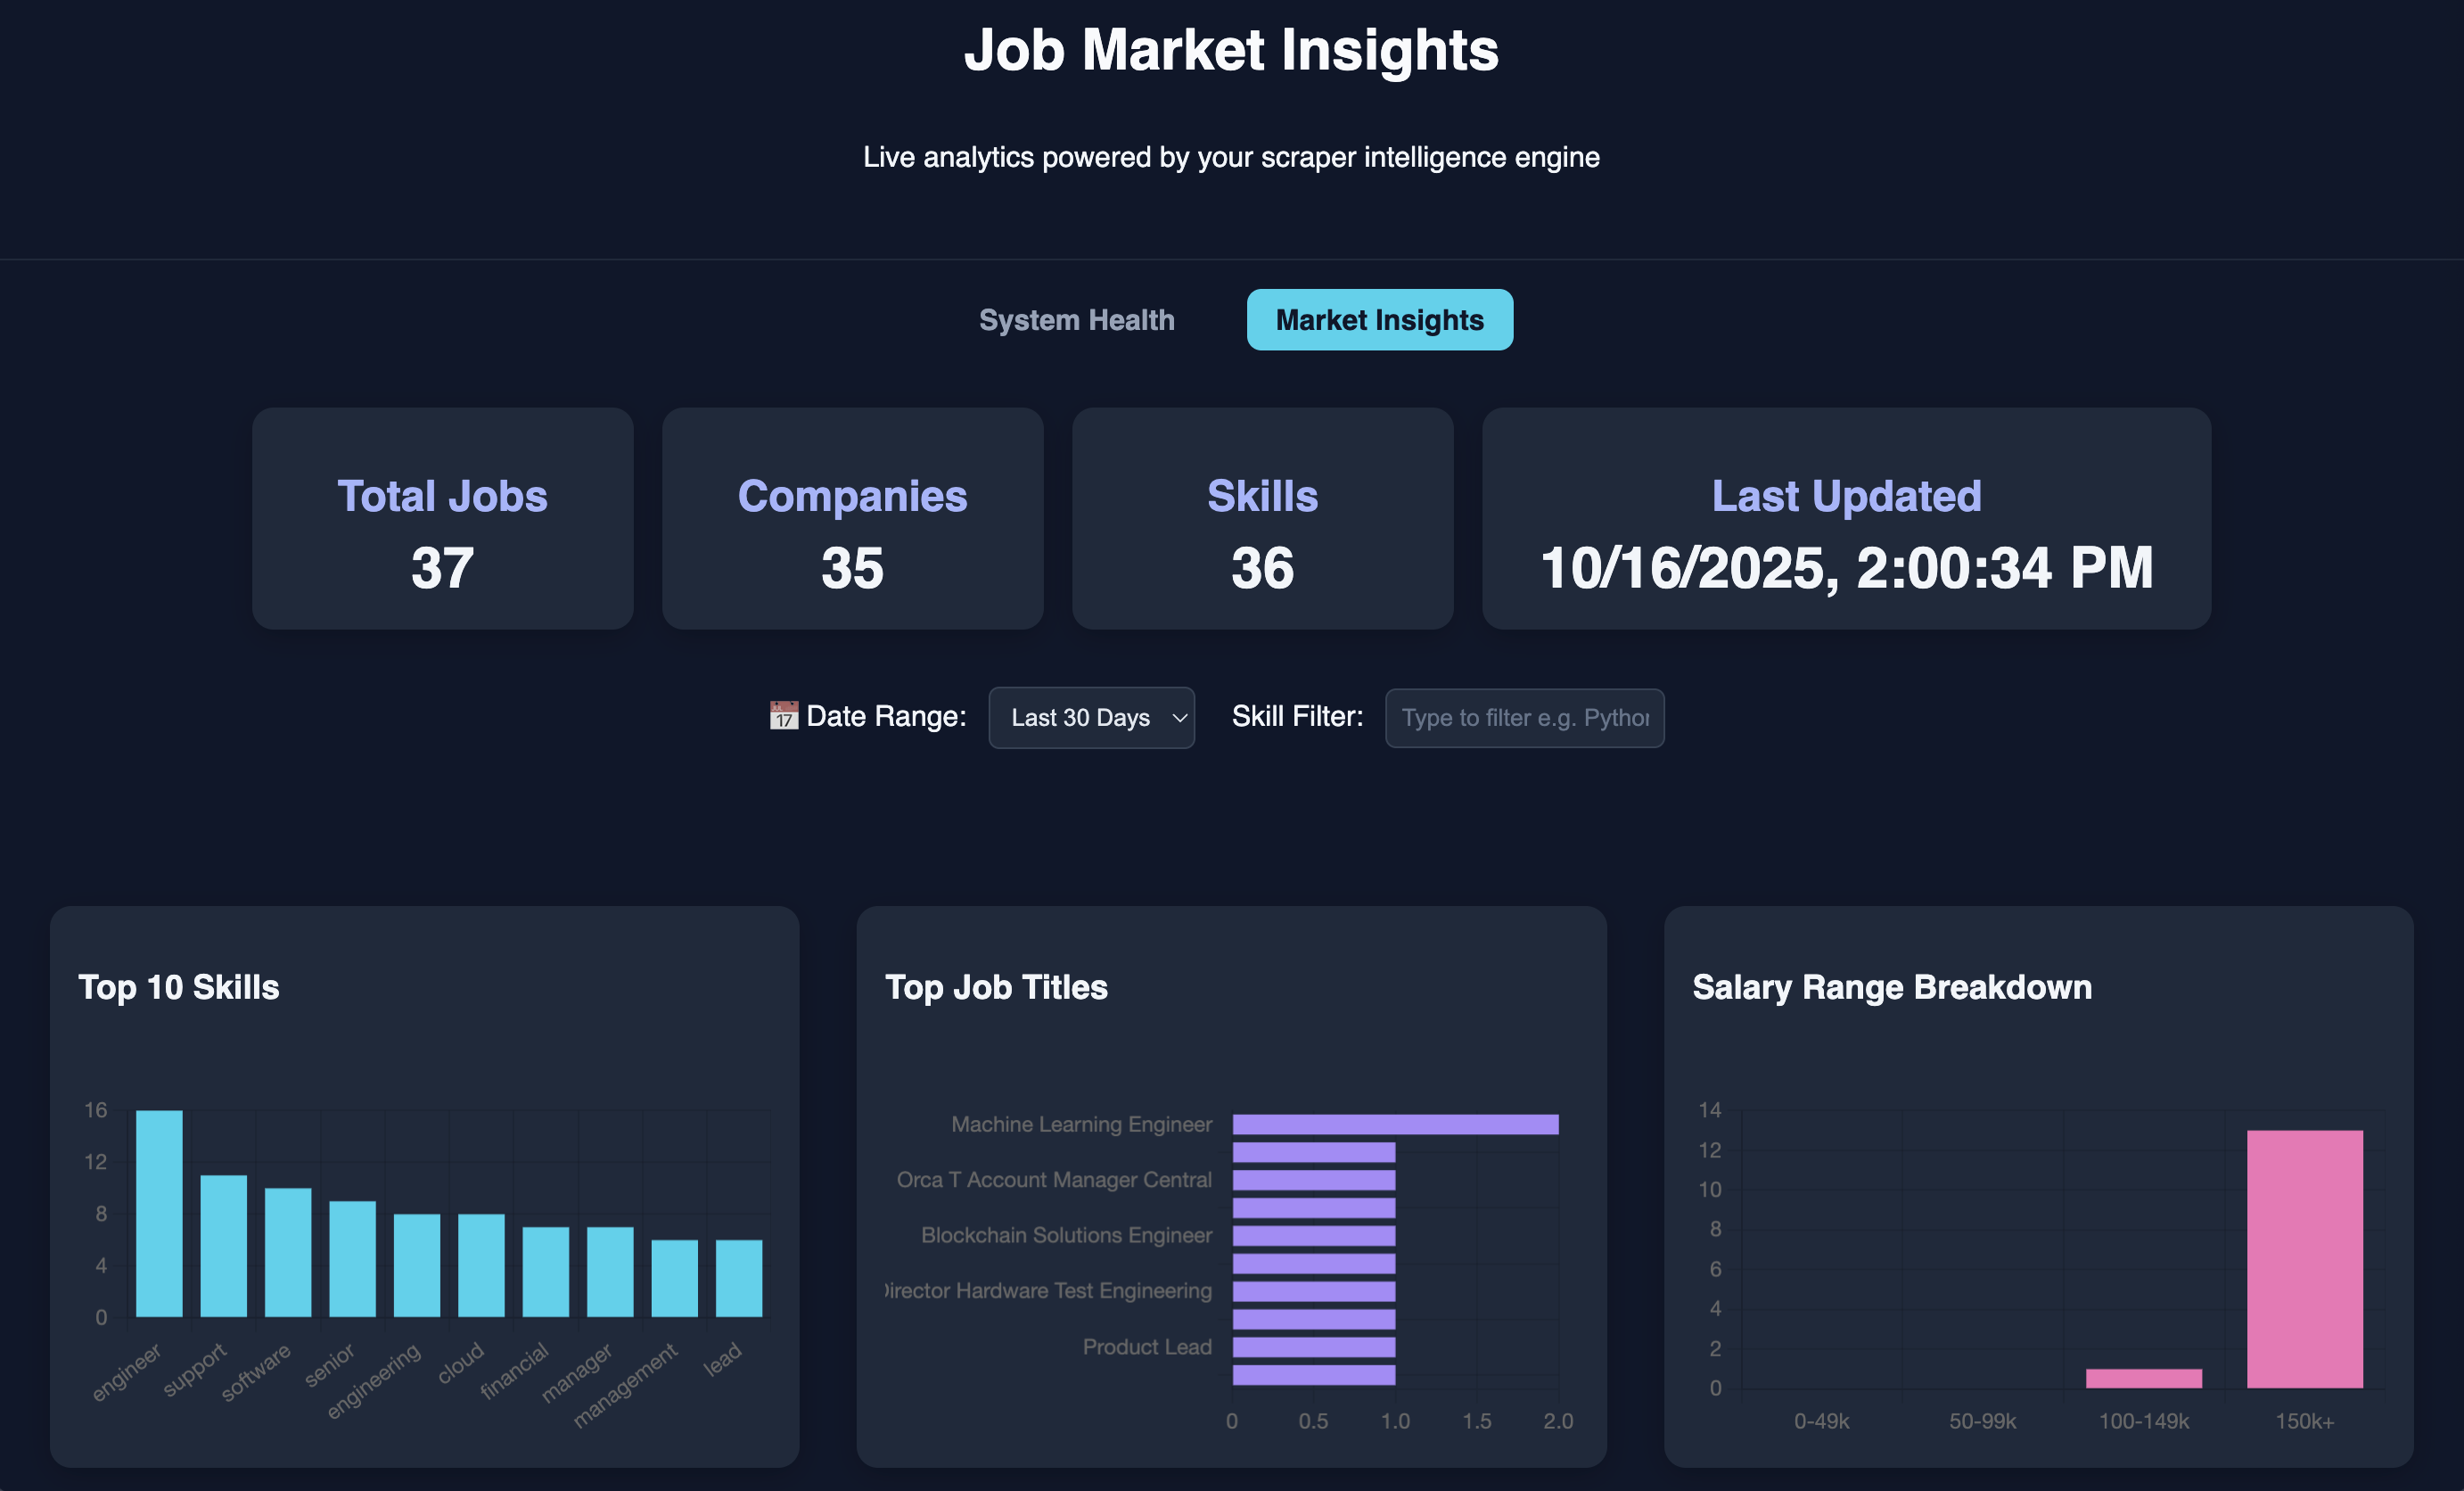 Job Market Insights
Live analytics powered by your scraper intelligence engine
System Health
Market Insights
Total Jobs
37
Companies
35
Skills
36
Last Updated
10/16/2025, 2:00:34 PM
JUL
17
Date Range:
Last 30 Days
Skill Filter:
Type to filter e.g. Python
Top 10 Skills
16
12
8
4
0
engineer
support
software
senior
engineering
cloud
financial
manager
management
lead
Top Job Titles
Machine Learning Engineer
Orca T Account Manager Central
Blockchain Solutions Engineer
Director Hardware Test Engineering
Product Lead
0
0.5
1.0
1.5
2.0
Salary Range Breakdown
14
12
10
8
6
4
2
0
0-49k
50-99k
100-149k
150k+